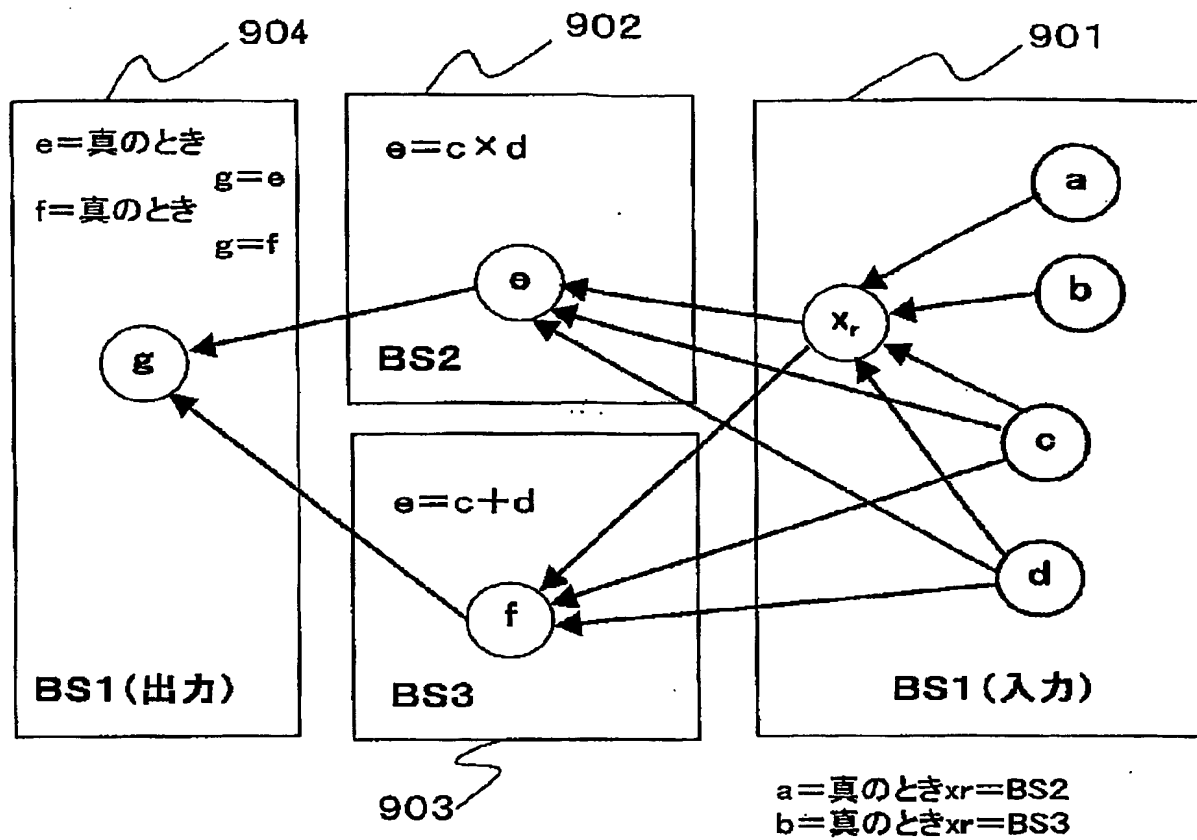 904
902
901
e=真のとき
g=e
f=真のとき
g=f
g
BS1(出力)
e=c×d
e
BS2
e=c+d
f
BS3
903
a
b
xr
c
d
BS1(入力)
a=真のときxr=BS2
b=真のときxr=BS3